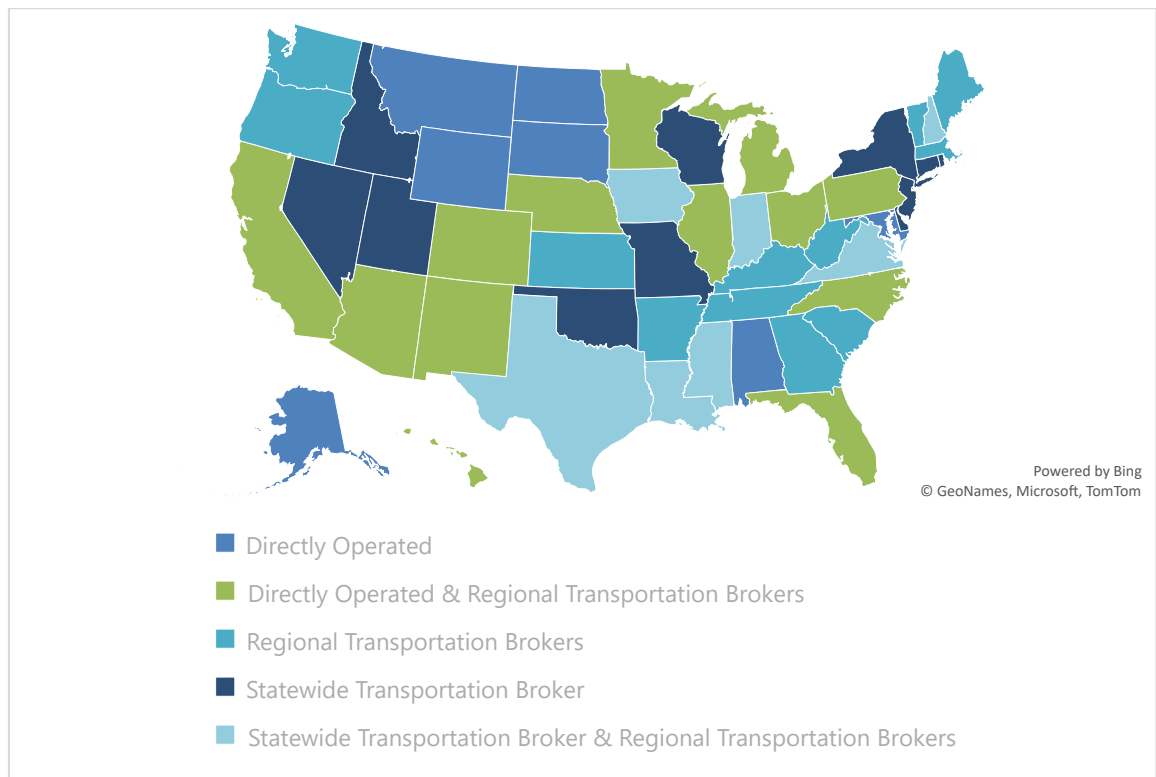 Powered by Bing
© GeoNames, Microsoft, TomTom
Directly Operated
Directly Operated & Regional Transportation Brokers
Regional Transportation Brokers
Statewide Transportation Broker
Statewide Transportation Broker & Regional Transportation Brokers